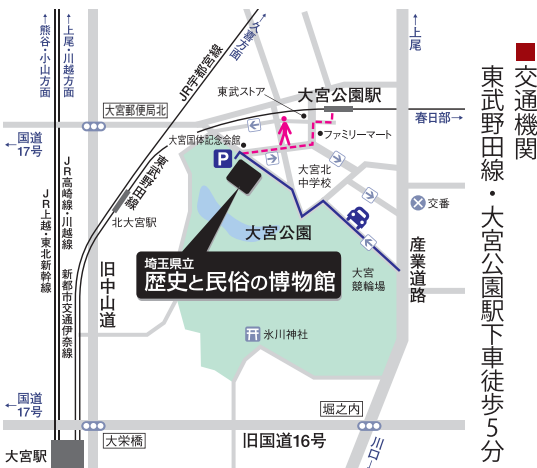 ■交通機関
東武野田線・大宮公園駅下車徒歩5分
↑上尾・川越方面
↑熊谷・小山方面
↑久喜方面
↑上尾
JR宇都宮線
東武ストア
大宮公園駅
大宮郵便局北
春日部→
←国道
17号
大宮国体記念会館
ファミリーマート
P
東武野田線
大宮北
中学校
JR高崎線・川越線
JR上越・東北新幹線
北大宮駅
交番
大宮公園
埼玉県立
歴史と民俗の博物館
産業道路
大宮
競輪場
旧中山道
新都市交通伊奈線
氷川神社
←国道
17号
堀之内
大栄橋
旧国道16号
大宮駅
川口↓